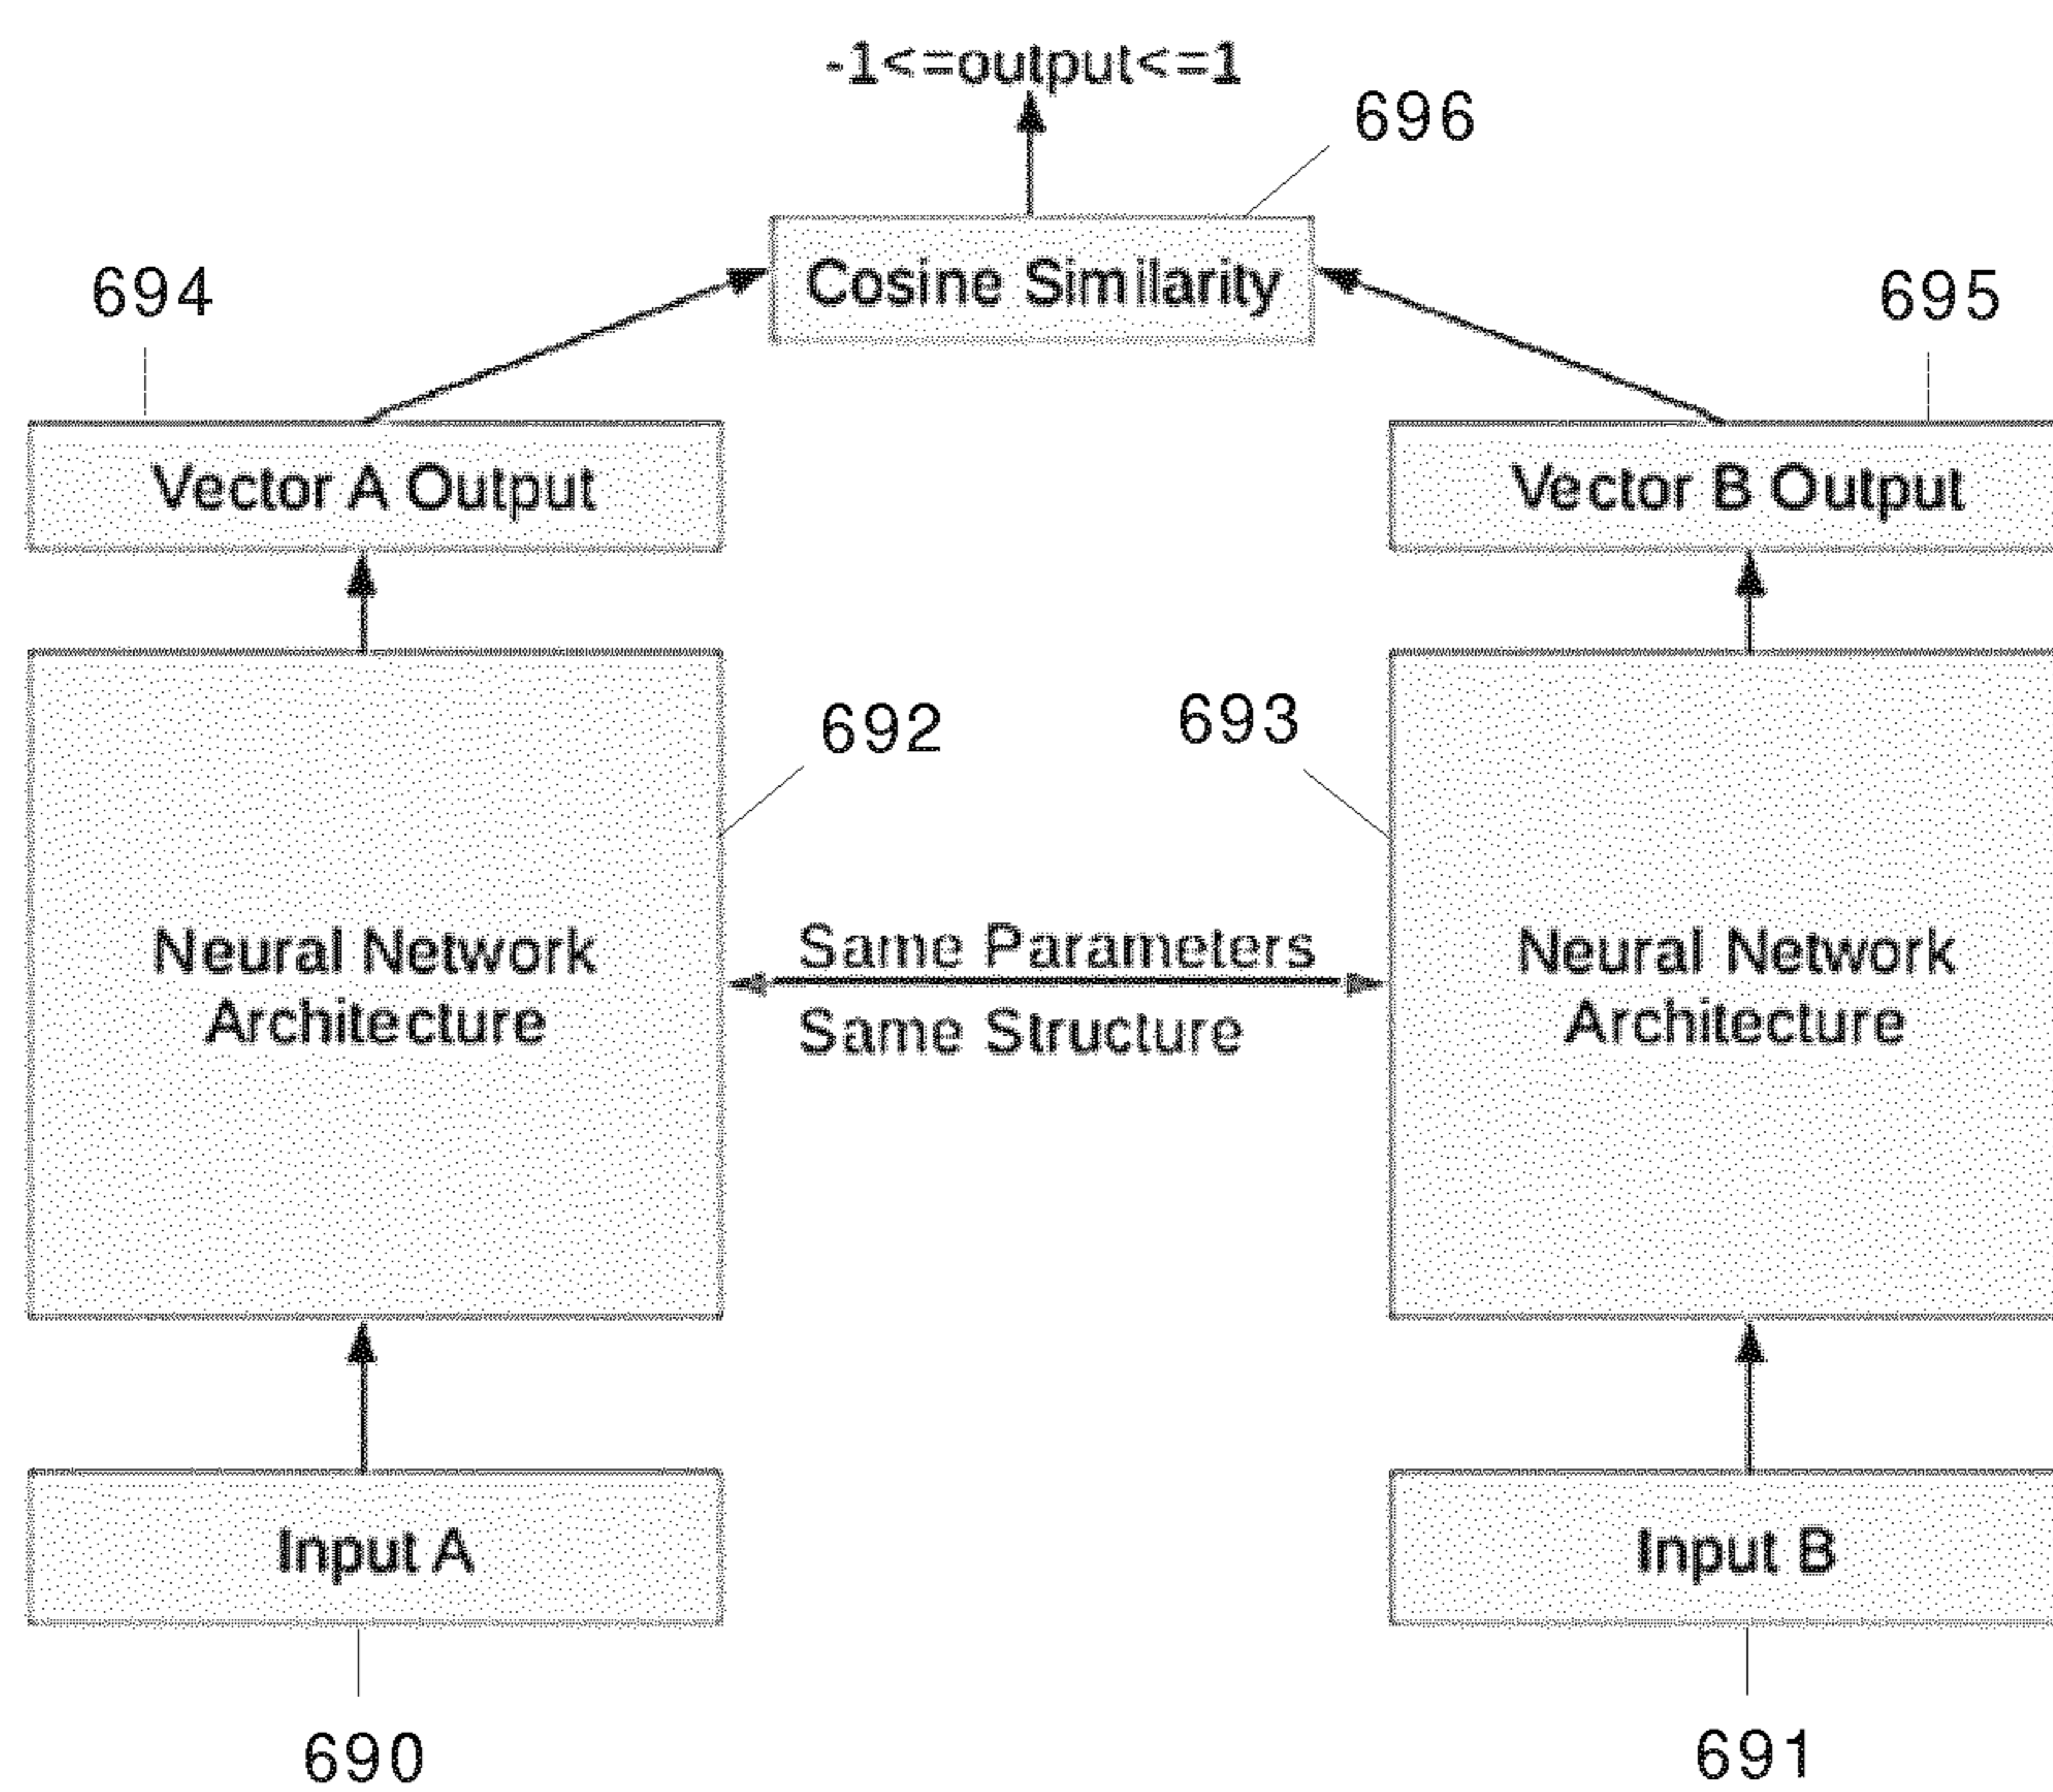 -1<=output<=1
696
Cosine Similarity
694
695
Vector A Output
Vector B Output
692
693
Neural Network
Architecture
Same Parameters
Same Structure
Neural Network
Architecture
Input A
Input B
690
691